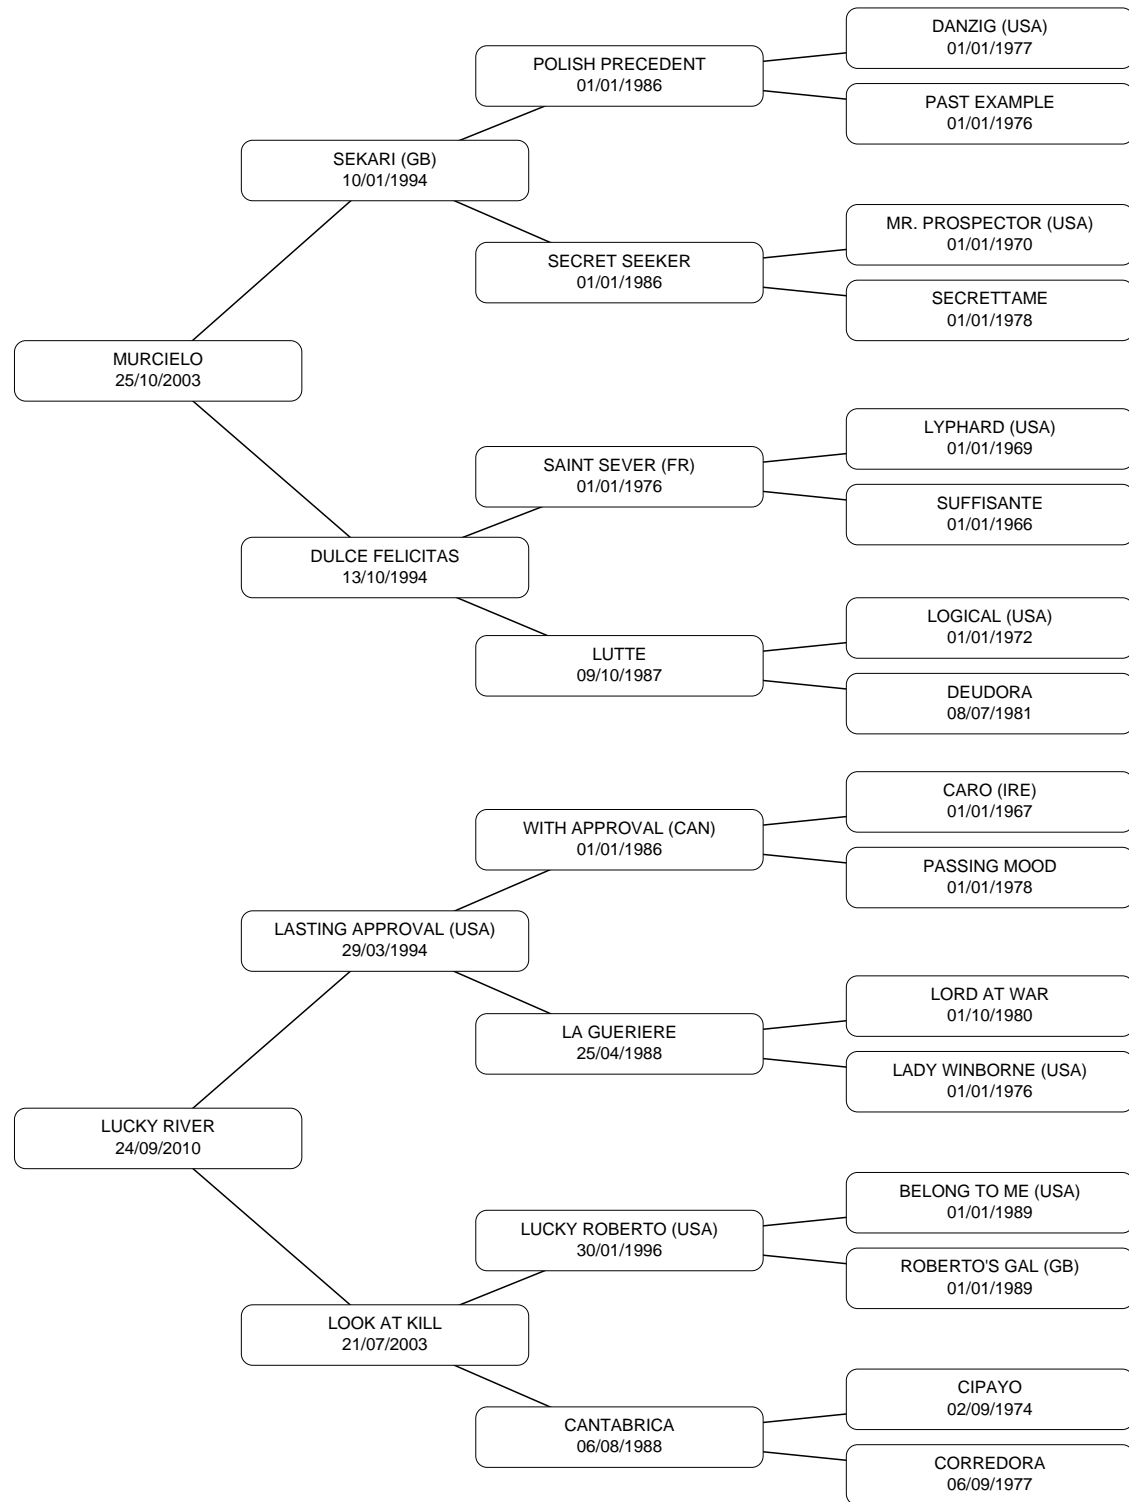 DANZIG (USA)
01/01/1977
POLISH PRECEDENT
01/01/1986
PAST EXAMPLE
01/01/1976
SEKARI (GB)
10/01/1994
MR. PROSPECTOR (USA)
01/01/1970
SECRET SEEKER
01/01/1986
SECRETTAME
01/01/1978
MURCIELO
25/10/2003
LYPHARD (USA)
01/01/1969
SAINT SEVER (FR)
01/01/1976
SUFFISANTE
01/01/1966
DULCE FELICITAS
13/10/1994
LOGICAL (USA)
01/01/1972
LUTTE
09/10/1987
DEUDORA
08/07/1981
CARO (IRE)
01/01/1967
WITH APPROVAL (CAN)
01/01/1986
PASSING MOOD
01/01/1978
LASTING APPROVAL (USA)
29/03/1994
LORD AT WAR
01/10/1980
LA GUERIERE
25/04/1988
LADY WINBORNE (USA)
01/01/1976
LUCKY RIVER
24/09/2010
BELONG TO ME (USA)
01/01/1989
LUCKY ROBERTO (USA)
30/01/1996
ROBERTO'S GAL (GB)
01/01/1989
LOOK AT KILL
21/07/2003
CIPAYO
02/09/1974
CANTABRICA
06/08/1988
CORREDORA
06/09/1977